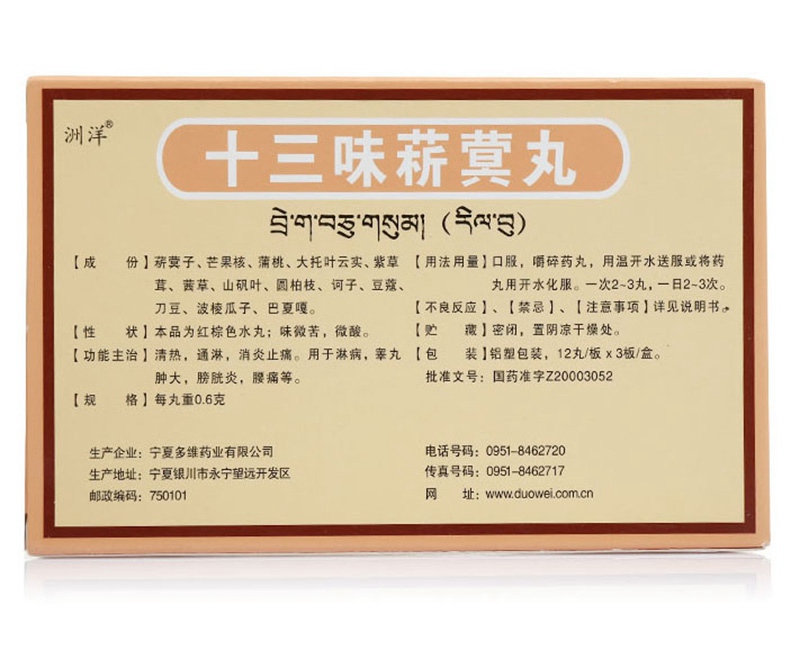 洲洋®
十三味菥蓂丸
བྲེ་ག་བཅུ་གསུམ། (རིལ་བུ)
【成 份】菥蓂子、芒果核、蒲桃、大托叶云实、紫草
茸、茜草、山矾叶、圆柏枝、诃子、豆蔻、
刀豆、波棱瓜子、巴夏嘎。
【性 状】本品为红棕色水丸；味微苦，微酸。
【功能主治】清热，通淋，消炎止痛。用于淋病，睾丸
肿大，膀胱炎，腰痛等。
【规 格】每丸重0.6克
【用法用量】口服，嚼碎药丸，用温开水送服或将药
丸用开水化服。一次2~3丸，一日2~3次。
【不良反应】、【禁忌】、【注意事项】详见说明书。
【贮 藏】密闭，置阴凉干燥处。
【包 装】铝塑包装，12丸/板 x 3板/盒。
批准文号：国药准字Z20003052
生产企业：宁夏多维药业有限公司
生产地址：宁夏银川市永宁望远开发区
邮政编码：750101
电话号码：0951-8462720
传真号码：0951-8462717
网 址：www.duowei.com.cn